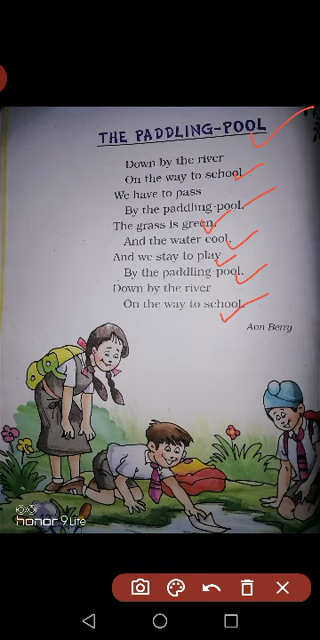 THE PADDLING-POOL
Down by the river
On the way to school.
We have to pass
By the paddling-pool.
The grass is green.
And the water cool.
And we stay to play
By the paddling pool.
Down by the river
On the way to school.
Ann Berry
honor 9 Lite